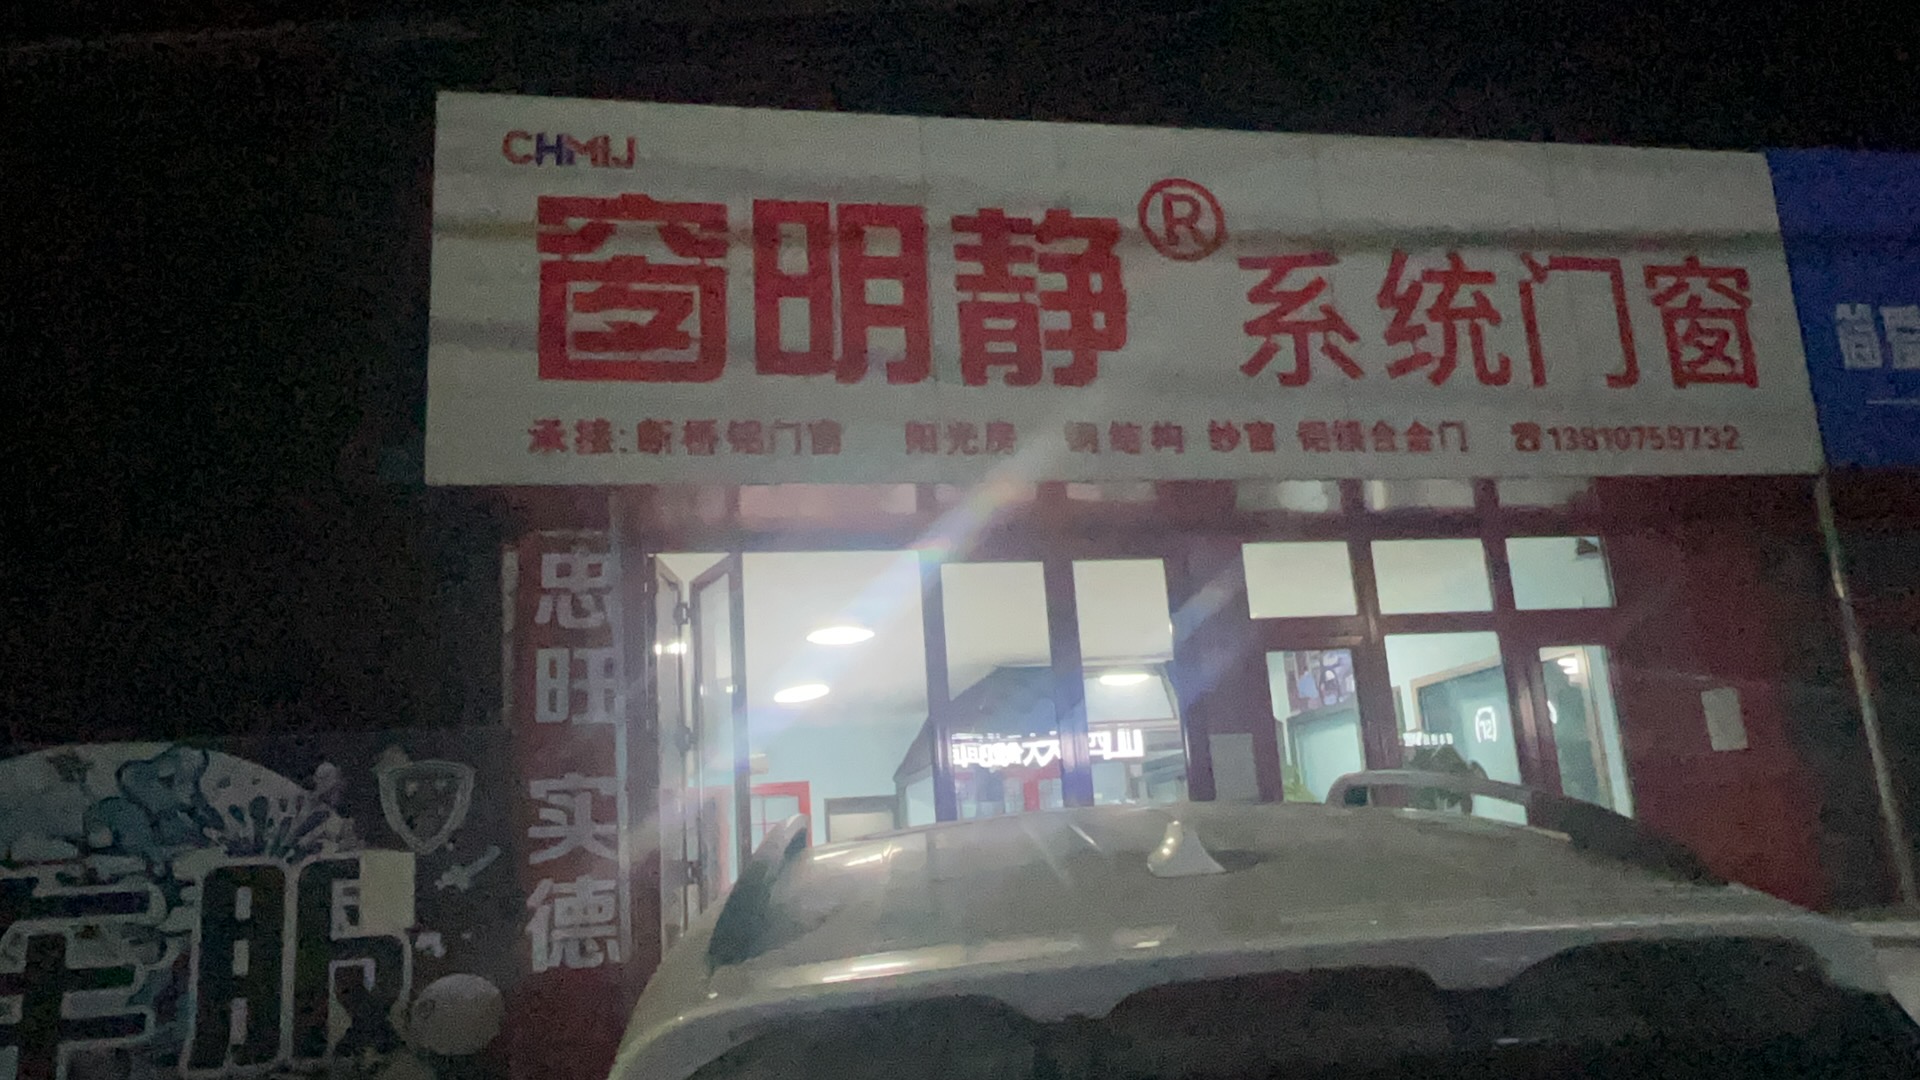 CHMIJ
窗明静® 系统门窗
承接:断桥铝门窗 阳光房 钢结构 纱窗 铝镁合金门 ☎13810759732
忠旺 实德